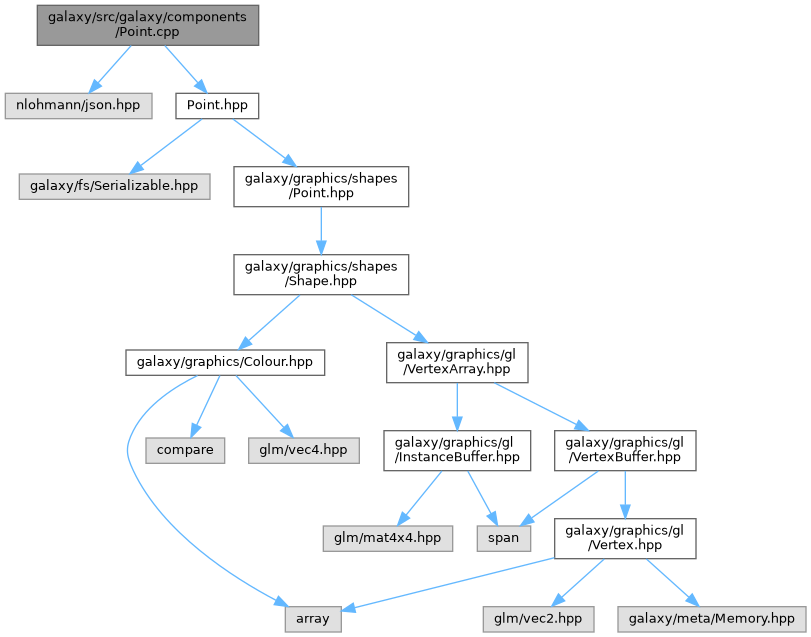 galaxy/src/galaxy/components
/Point.cpp
nlohmann/json.hpp
Point.hpp
galaxy/fs/Serializable.hpp
galaxy/graphics/shapes
/Point.hpp
galaxy/graphics/shapes
/Shape.hpp
galaxy/graphics/Colour.hpp
galaxy/graphics/gl
/VertexArray.hpp
compare
glm/vec4.hpp
galaxy/graphics/gl
/InstanceBuffer.hpp
galaxy/graphics/gl
/VertexBuffer.hpp
glm/mat4x4.hpp
span
galaxy/graphics/gl
/Vertex.hpp
array
glm/vec2.hpp
galaxy/meta/Memory.hpp